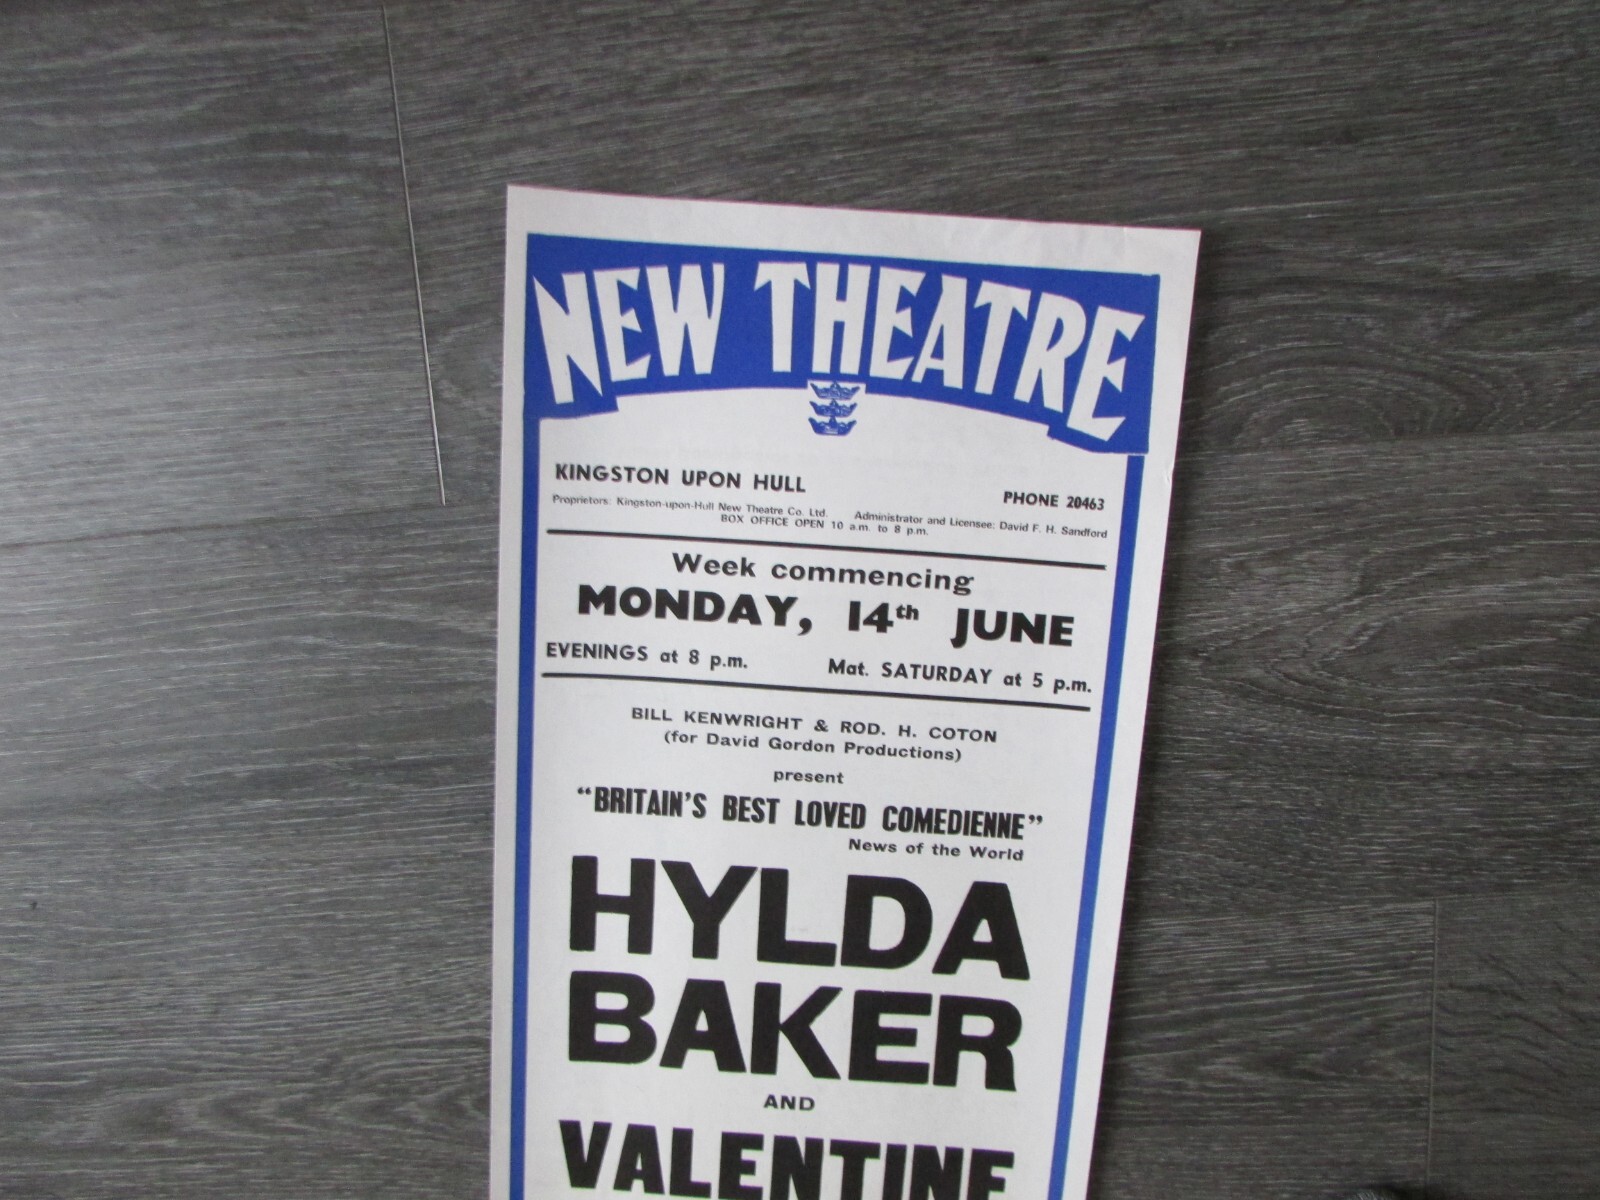 NEW THEATRE
KINGSTON UPON HULL
PHONE 20463
Proprietors: Kingston-upon-Hull New Theatre Co. Ltd. Administrator and Licensee: David F. H. Sandford
BOX OFFICE OPEN 10 a.m. to 8 p.m.
Week commencing
MONDAY, 14th JUNE
EVENINGS at 8 p.m. Mat. SATURDAY at 5 p.m.
BILL KENWRIGHT & ROD. H. COTON
(for David Gordon Productions)
present
“BRITAIN'S BEST LOVED COMEDIENNE”
News of the World
HYLDA
BAKER
AND
VALENTINE